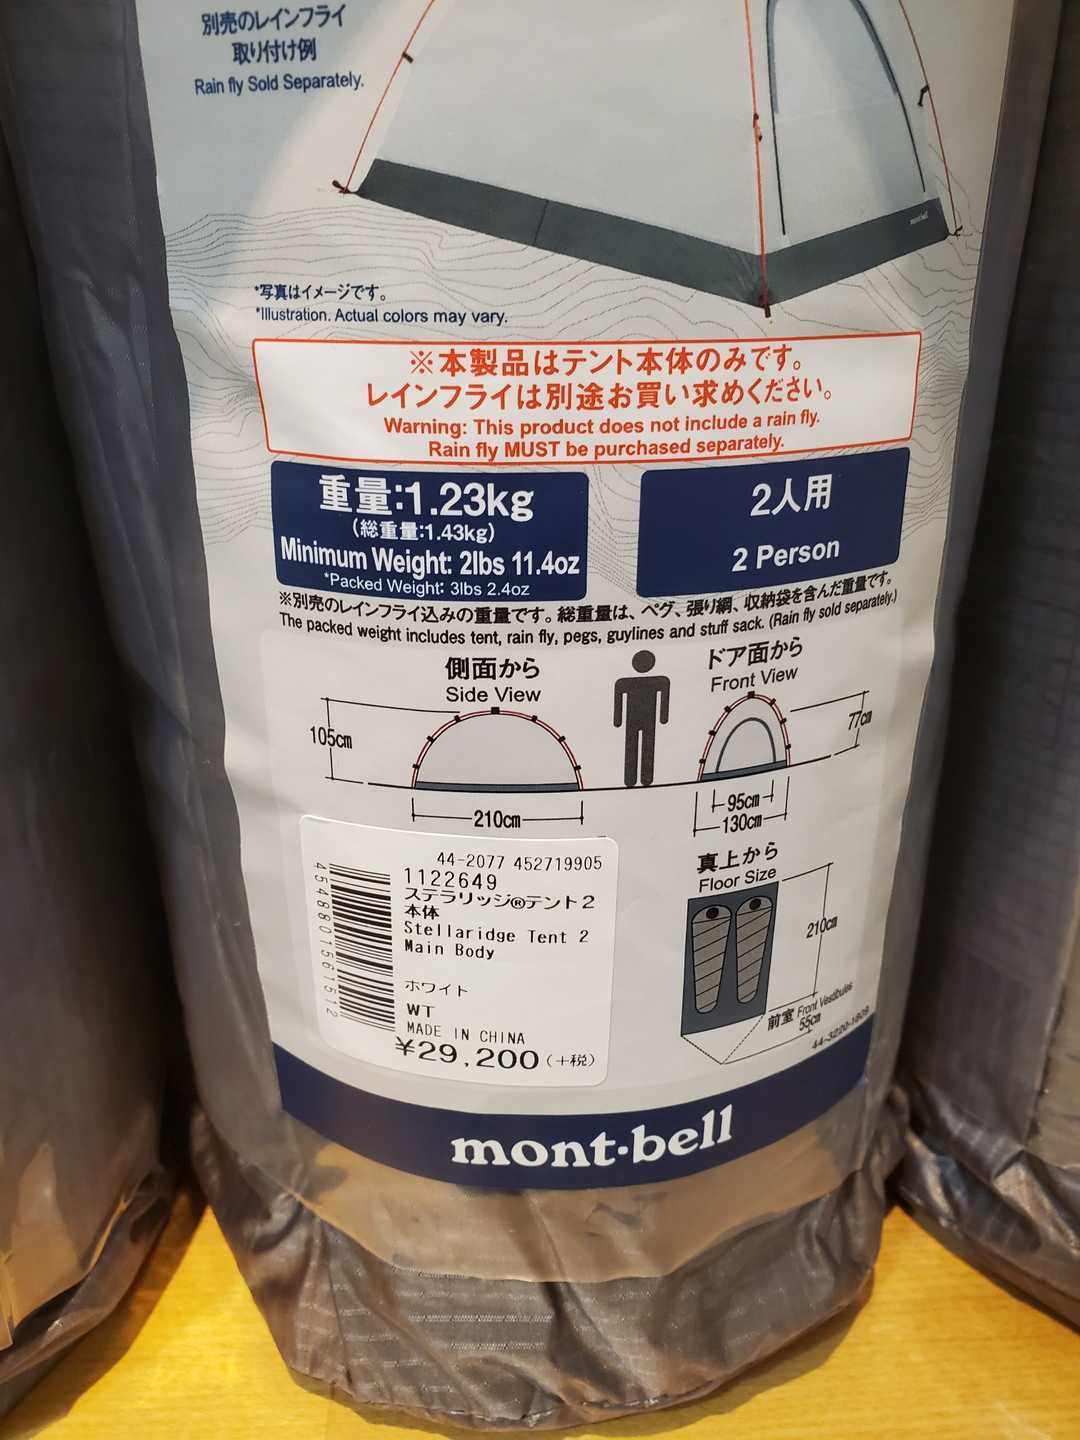 別売のレインフライ
取り付け例
Rain fly Sold Separately.
mont-bell
*写真はイメージです。
*Illustration. Actual colors may vary.
※本製品はテント本体のみです。
レインフライは別途お買い求めください。
Warning: This product does not include a rain fly.
Rain fly MUST be purchased separately.
重量:1.23kg
(総重量:1.43kg)
Minimum Weight: 2lbs 11.4oz
*Packed Weight: 3lbs 2.4oz
2人用
2 Person
※別売のレインフライ込みの重量です。総重量は、ペグ、張り綱、収納袋を含んだ重量です。
The packed weight includes tent, rain fly, pegs, guylines and stuff sack. (Rain fly sold separately.)
側面から
Side View
105cm
210cm
ドア面から
Front View
77cm
95cm
130cm
真上から
Floor Size
210cm
前室 Front Vestibules
55cm
44-3220-1809
44-2077 452719905
1122649
ステラリッジ®テント2
本体
Stellaridge Tent 2
Main Body
ホワイト
WT
MADE IN CHINA
¥29,200(+税)
4548801561512
mont-bell